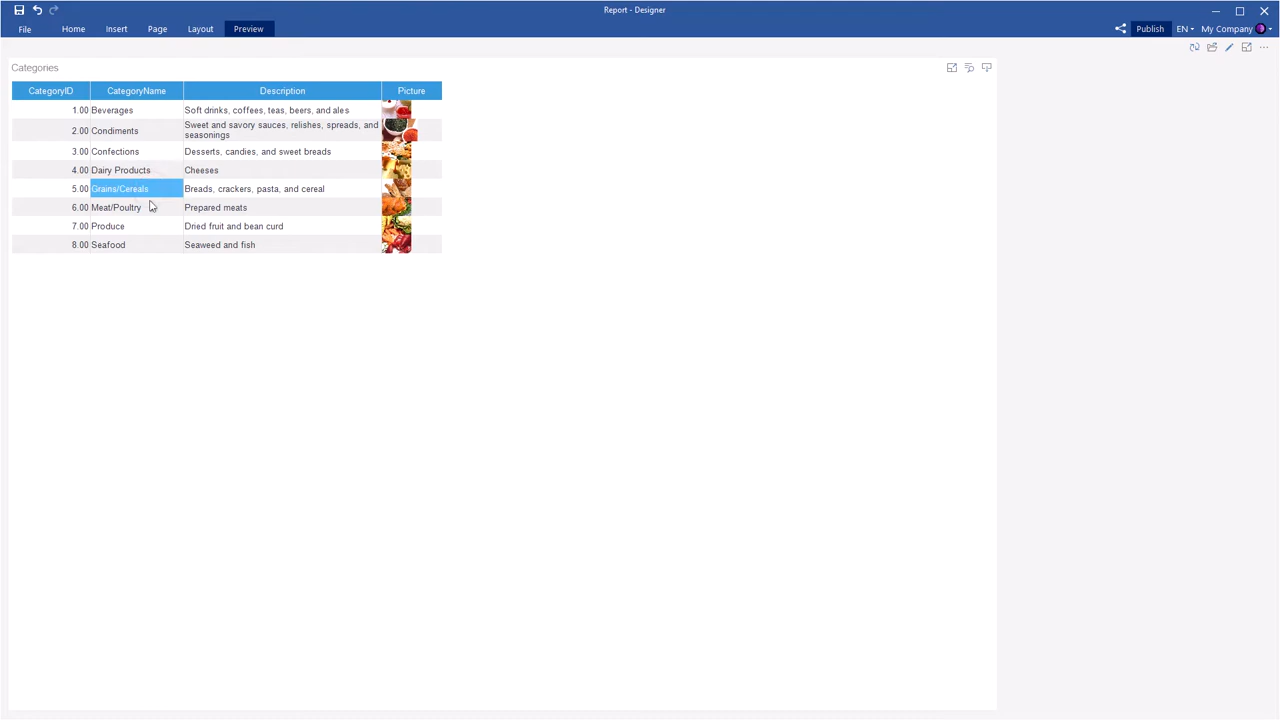 Report - Designer
File Home Insert Page Layout Preview Publish EN My Company
Categories
CategoryID CategoryName Description Picture
1.00 Beverages Soft drinks, coffees, teas, beers, and ales
2.00 Condiments Sweet and savory sauces, relishes, spreads, and
seasonings
3.00 Confections Desserts, candies, and sweet breads
4.00 Dairy Products Cheeses
5.00 Grains/Cereals Breads, crackers, pasta, and cereal
6.00 Meat/Poultry Prepared meats
7.00 Produce Dried fruit and bean curd
8.00 Seafood Seaweed and fish